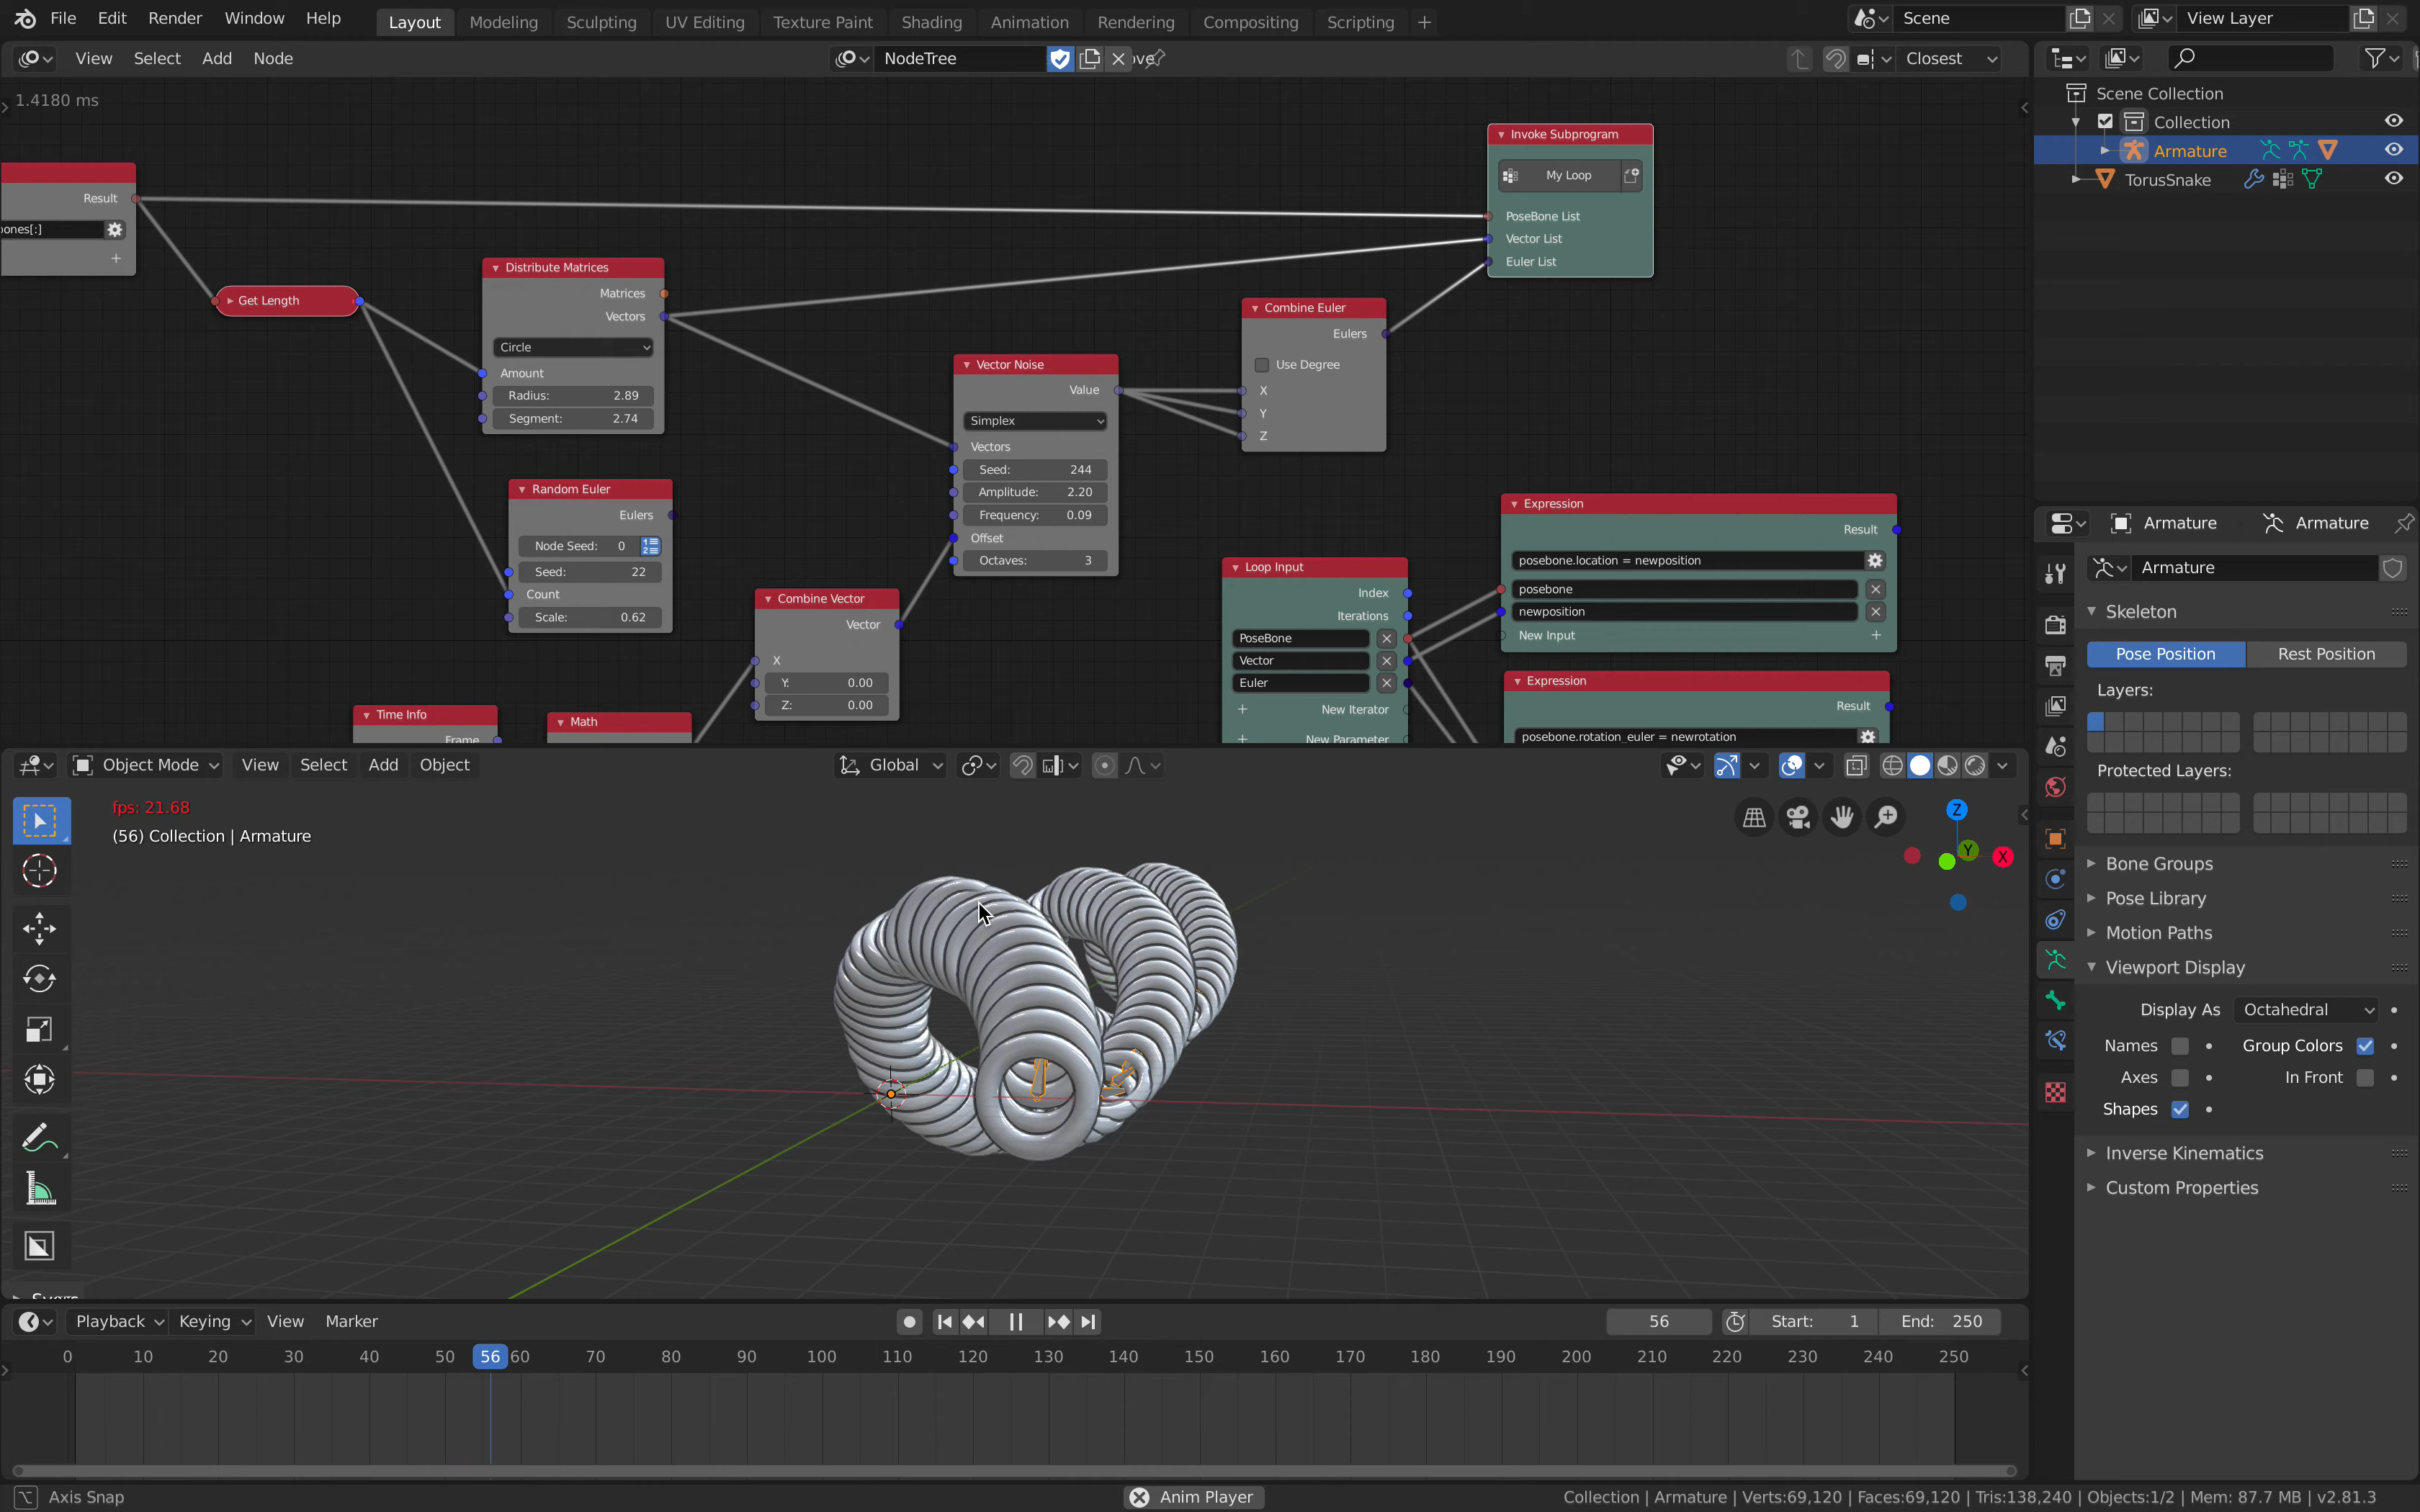 File Edit Render Window Help Layout Modeling Sculpting UV Editing Texture Paint Shading Animation Rendering Compositing Scripting + Scene View Layer
View Select Add Node NodeTree Closest
1.4180 ms
Scene Collection
Collection
Armature
TorusSnake
Result
ones[:]
Get Length
Distribute Matrices
Matrices
Vectors
Circle
Amount
Radius: 2.89
Segment: 2.74
Random Euler
Eulers
Node Seed: 0
Seed: 22
Count
Scale: 0.62
Time Info
Frame
Math
Combine Vector
Vector
X
Y: 0.00
Z: 0.00
Vector Noise
Value
Simplex
Vectors
Seed: 244
Amplitude: 2.20
Frequency: 0.09
Offset
Octaves: 3
Combine Euler
Eulers
Use Degree
X
Y
Z
Invoke Subprogram
My Loop
PoseBone List
Vector List
Euler List
Loop Input
Index
Iterations
PoseBone
Vector
Euler
New Iterator
New Parameter
Expression
Result
posebone.location = newposition
posebone
newposition
New Input
Expression
Result
posebone.rotation_euler = newrotation
Armature Armature
Armature
Skeleton
Pose Position Rest Position
Layers:
Protected Layers:
Bone Groups
Pose Library
Motion Paths
Viewport Display
Display As Octahedral
Names Group Colors
Axes In Front
Shapes
Inverse Kinematics
Custom Properties
Object Mode View Select Add Object Global
fps: 21.68
(56) Collection | Armature
Z
Y
X
Playback Keying View Marker 56 Start: 1 End: 250
0 10 20 30 40 50 56 60 70 80 90 100 110 120 130 140 150 160 170 180 190 200 210 220 230 240 250
Axis Snap Anim Player Collection | Armature | Verts:69,120 | Faces:69,120 | Tris:138,240 | Objects:1/2 | Mem: 87.7 MB | v2.81.3